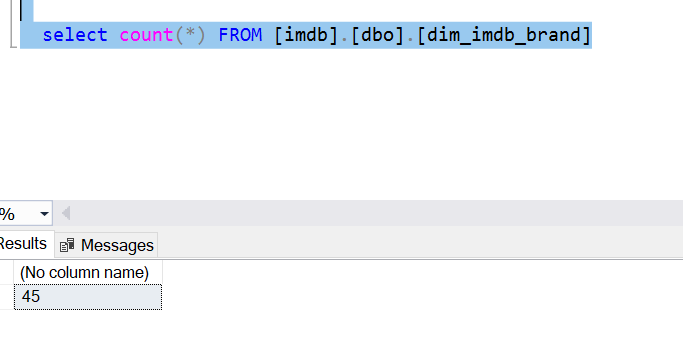 select count(*) FROM [imdb].[dbo].[dim_imdb_brand]
%
Results Messages
(No column name)
45